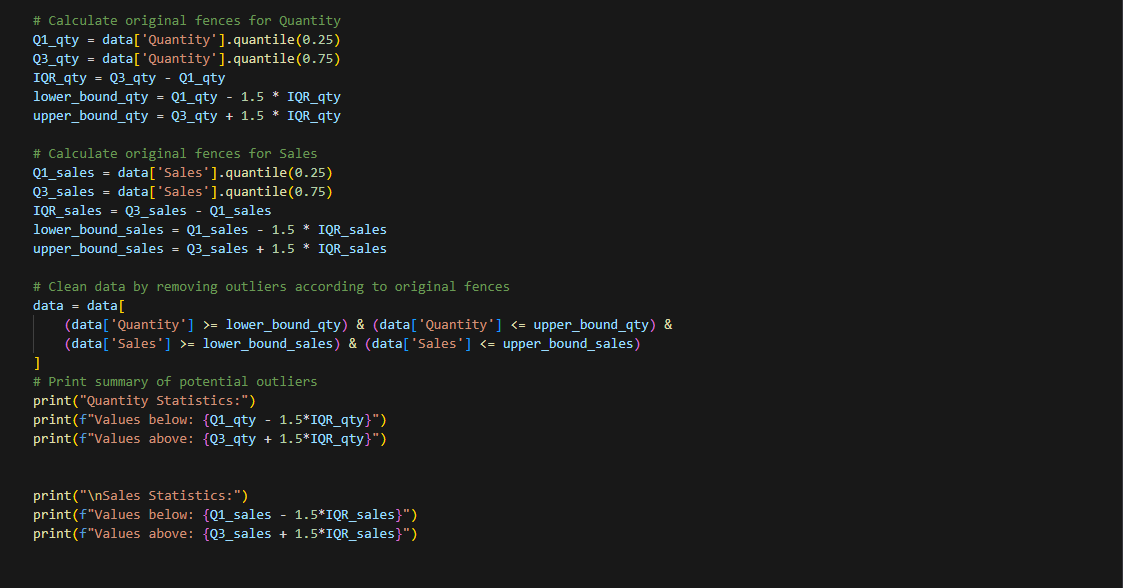 # Calculate original fences for Quantity
Q1_qty = data['Quantity'].quantile(0.25)
Q3_qty = data['Quantity'].quantile(0.75)
IQR_qty = Q3_qty - Q1_qty
lower_bound_qty = Q1_qty - 1.5 * IQR_qty
upper_bound_qty = Q3_qty + 1.5 * IQR_qty

# Calculate original fences for Sales
Q1_sales = data['Sales'].quantile(0.25)
Q3_sales = data['Sales'].quantile(0.75)
IQR_sales = Q3_sales - Q1_sales
lower_bound_sales = Q1_sales - 1.5 * IQR_sales
upper_bound_sales = Q3_sales + 1.5 * IQR_sales

# Clean data by removing outliers according to original fences
data = data[
    (data['Quantity'] >= lower_bound_qty) & (data['Quantity'] <= upper_bound_qty) &
    (data['Sales'] >= lower_bound_sales) & (data['Sales'] <= upper_bound_sales)
]
# Print summary of potential outliers
print("Quantity Statistics:")
print(f"Values below: {Q1_qty - 1.5*IQR_qty}")
print(f"Values above: {Q3_qty + 1.5*IQR_qty}")


print("\nSales Statistics:")
print(f"Values below: {Q1_sales - 1.5*IQR_sales}")
print(f"Values above: {Q3_sales + 1.5*IQR_sales}")